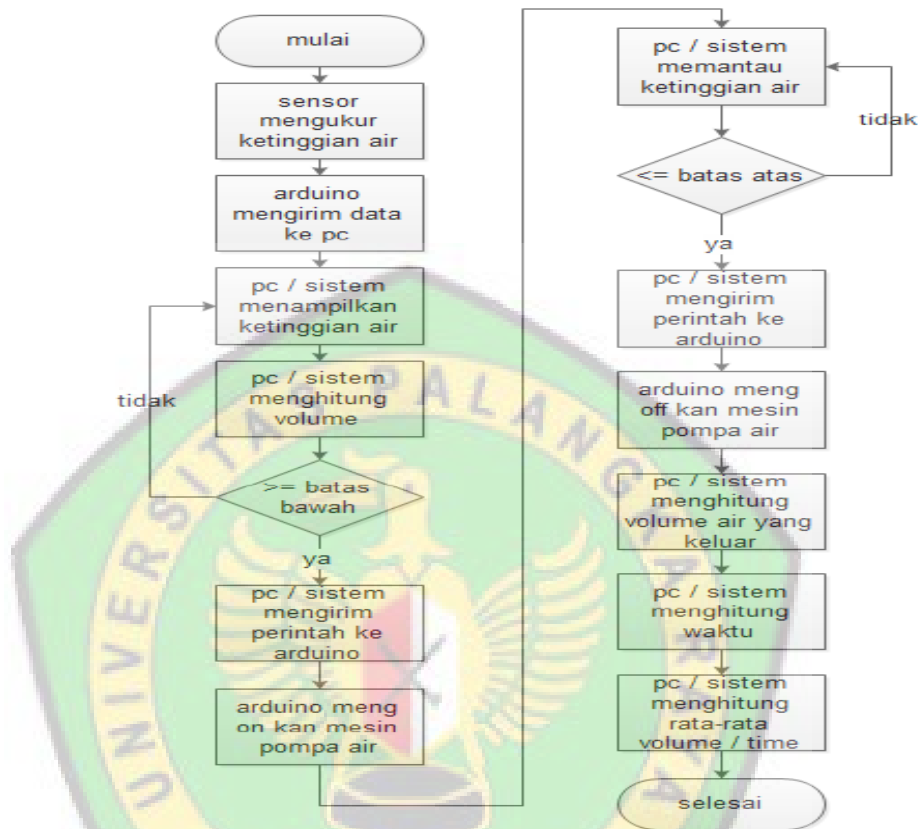 mulai
sensor
mengukur
ketinggian air
arduino
mengirim data
ke pc
pc / sistem
menampilkan
ketinggian air
pc / sistem
menghitung
volume
tidak
>= batas
bawah
ya
pc / sistem
mengirim
perintah ke
arduino
arduino meng
on kan mesin
pompa air
pc / sistem
memantau
ketinggian air
tidak
<= batas atas
ya
pc / sistem
mengirim
perintah ke
arduino
arduino meng
off kan mesin
pompa air
pc / sistem
menghitung
volume air yang
keluar
pc / sistem
menghitung
waktu
pc / sistem
menghitung
rata-rata
volume / time
selesai
UNIVERSITAS PALANGKARAYA